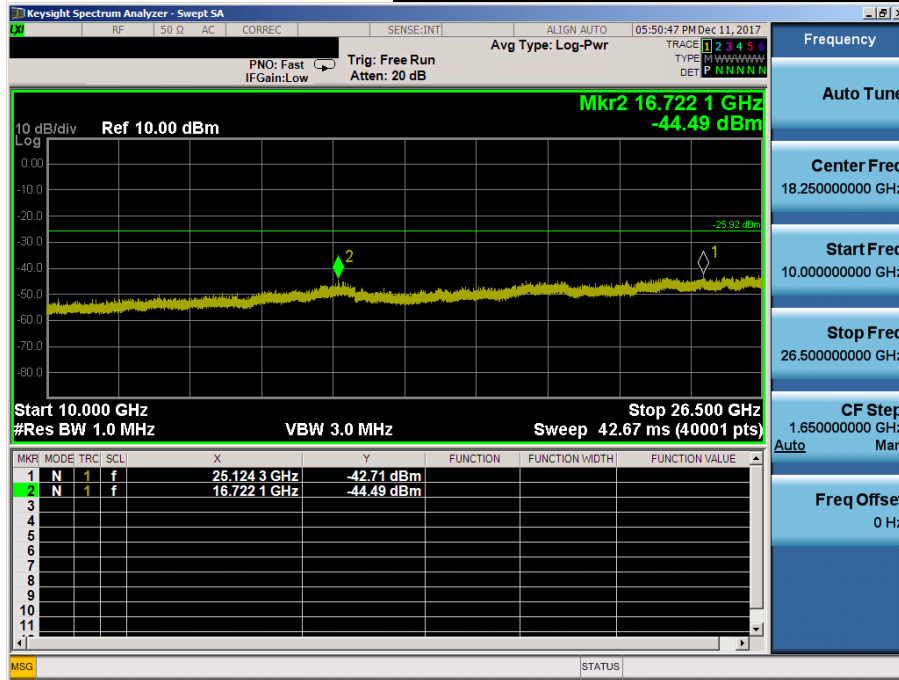 Keysight Spectrum Analyzer - Swept SA
LXI RF 50 Ω AC CORREC SENSE:INT ALIGN AUTO 05:50:47 PM Dec 11, 2017
Avg Type: Log-Pwr
TRACE 1 2 3 4 5 6
PNO: Fast Trig: Free Run
TYPE M WWWWW
IFGain:Low Atten: 20 dB
DET P N N N N N
Frequency
Mkr2 16.722 1 GHz
-44.49 dBm
10 dB/div Ref 10.00 dBm
Log
0.00
-10.0
-20.0
-25.92 dBm
-30.0
-40.0
-50.0
-60.0
-70.0
-80.0
2
1
Start 10.000 GHz Stop 26.500 GHz
#Res BW 1.0 MHz VBW 3.0 MHz Sweep 42.67 ms (40001 pts)
MKR MODE TRC SCL X Y FUNCTION FUNCTION WIDTH FUNCTION VALUE
1 N 1 f 25.124 3 GHz -42.71 dBm
2 N 1 f 16.722 1 GHz -44.49 dBm
3
4
5
6
7
8
9
10
11
Auto Tune
Center Freq
18.250000000 GHz
Start Freq
10.000000000 GHz
Stop Freq
26.500000000 GHz
CF Step
1.650000000 GHz
Auto Man
Freq Offset
0 Hz
MSG STATUS